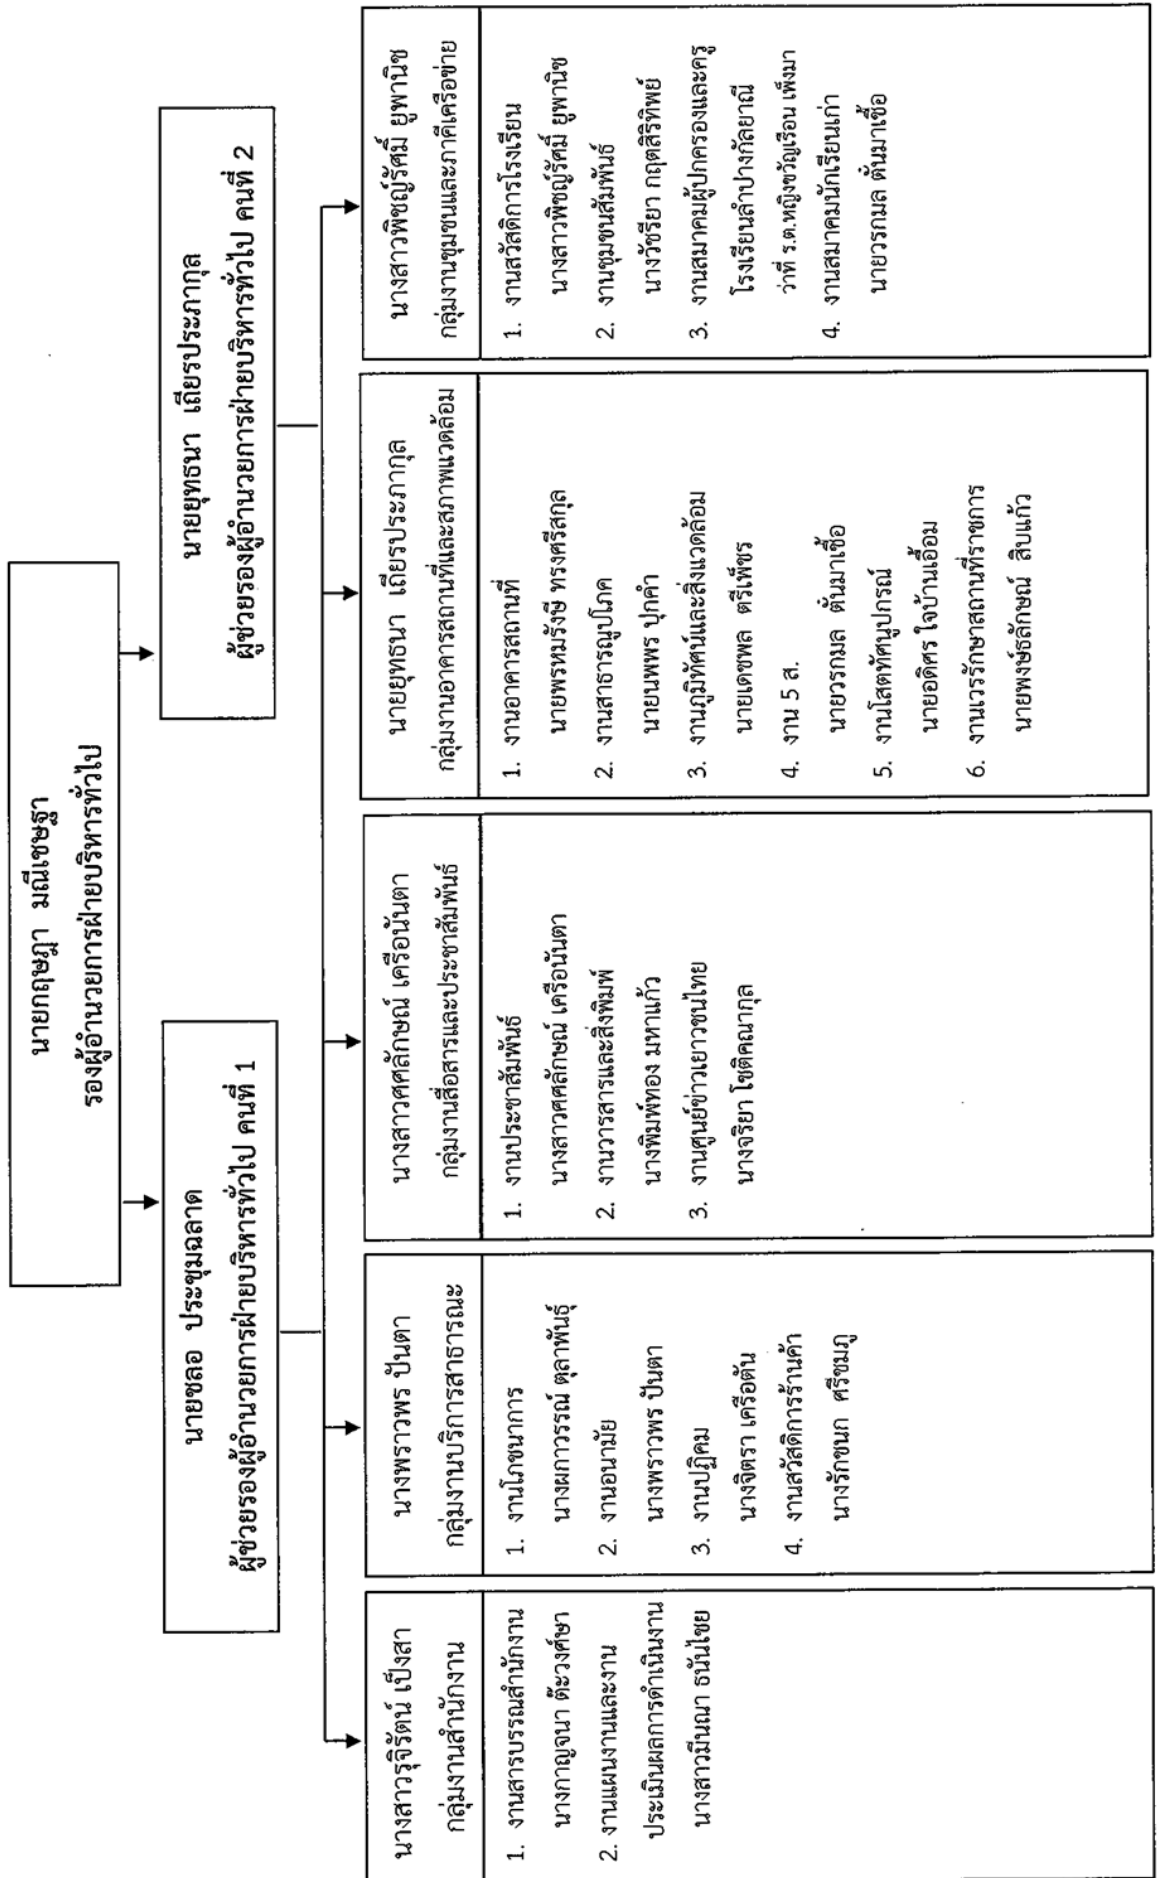 นายกฤษฎา มณีเชษฐา
รองผู้อำนวยการฝ่ายบริหารทั่วไป
นายชลอ ประชุมฉลาด
ผู้ช่วยรองผู้อำนวยการฝ่ายบริหารทั่วไป คนที่ 1
นายยุทธนา เถียรประภากุล
ผู้ช่วยรองผู้อำนวยการฝ่ายบริหารทั่วไป คนที่ 2
นางสาวรุจิรัตน์ เป็งสา
กลุ่มงานสำนักงาน
1. งานสารบรรณสำนักงาน
นางกาญจนา ต๊ะวงศ์ษา
2. งานแผนงานและงาน
ประเมินผลการดำเนินงาน
นางสาวมีนณา ธนันไชย
นางพราวพร ปันตา
กลุ่มงานบริการสาธารณะ
1. งานโภชนาการ
นางผกาวรรณ์ ตุลาพันธุ์
2. งานอนามัย
นางพราวพร ปันตา
3. งานปฏิคม
นางจิตรา เครือตัน
4. งานสวัสดิการร้านค้า
นางรักขนก ศรีชมภู
นางสาวศศลักษณ์ เครือนันตา
กลุ่มงานสื่อสารและประชาสัมพันธ์
1. งานประชาสัมพันธ์
นางสาวศศลักษณ์ เครือนันตา
2. งานวารสารและสิ่งพิมพ์
นางพิมพ์ทอง มหาแก้ว
3. งานศูนย์ข่าวเยาวชนไทย
นางจริยา โชติคณากุล
นายยุทธนา เถียรประภากุล
กลุ่มงานอาคารสถานที่และสภาพแวดล้อม
1. งานอาคารสถานที่
นายพรหมรังษี ทรงศรีสกุล
2. งานสาธารณูปโภค
นายนพพร ปุกคำ
3. งานภูมิทัศน์และสิ่งแวดล้อม
นายเดชพล ตรีเพ็ชร
4. งาน 5 ส.
นายวรกมล ตั่นมาเชื้อ
5. งานโสตทัศนูปกรณ์
นายอดิศร ใจบ้านเอื้อม
6. งานเวรรักษาสถานที่ราชการ
นายพงษ์ธลักษณ์ สิบแก้ว
นางสาวพิชญ์รัศมิ์ ยูพานิช
กลุ่มงานชุมชนและภาคีเครือข่าย
1. งานสวัสดิการโรงเรียน
นางสาวพิชญ์รัศมิ์ ยูพานิช
2. งานชุมชนสัมพันธ์
นางวัชรียา กฤตสิริทิพย์
3. งานสมาคมผู้ปกครองและครู
โรงเรียนลำปางกัลยาณี
ว่าที่ ร.ต.หญิงขวัญเรือน เพ็งมา
4. งานสมาคมนักเรียนเก่า
นายวรกมล ตั่นมาเชื้อ